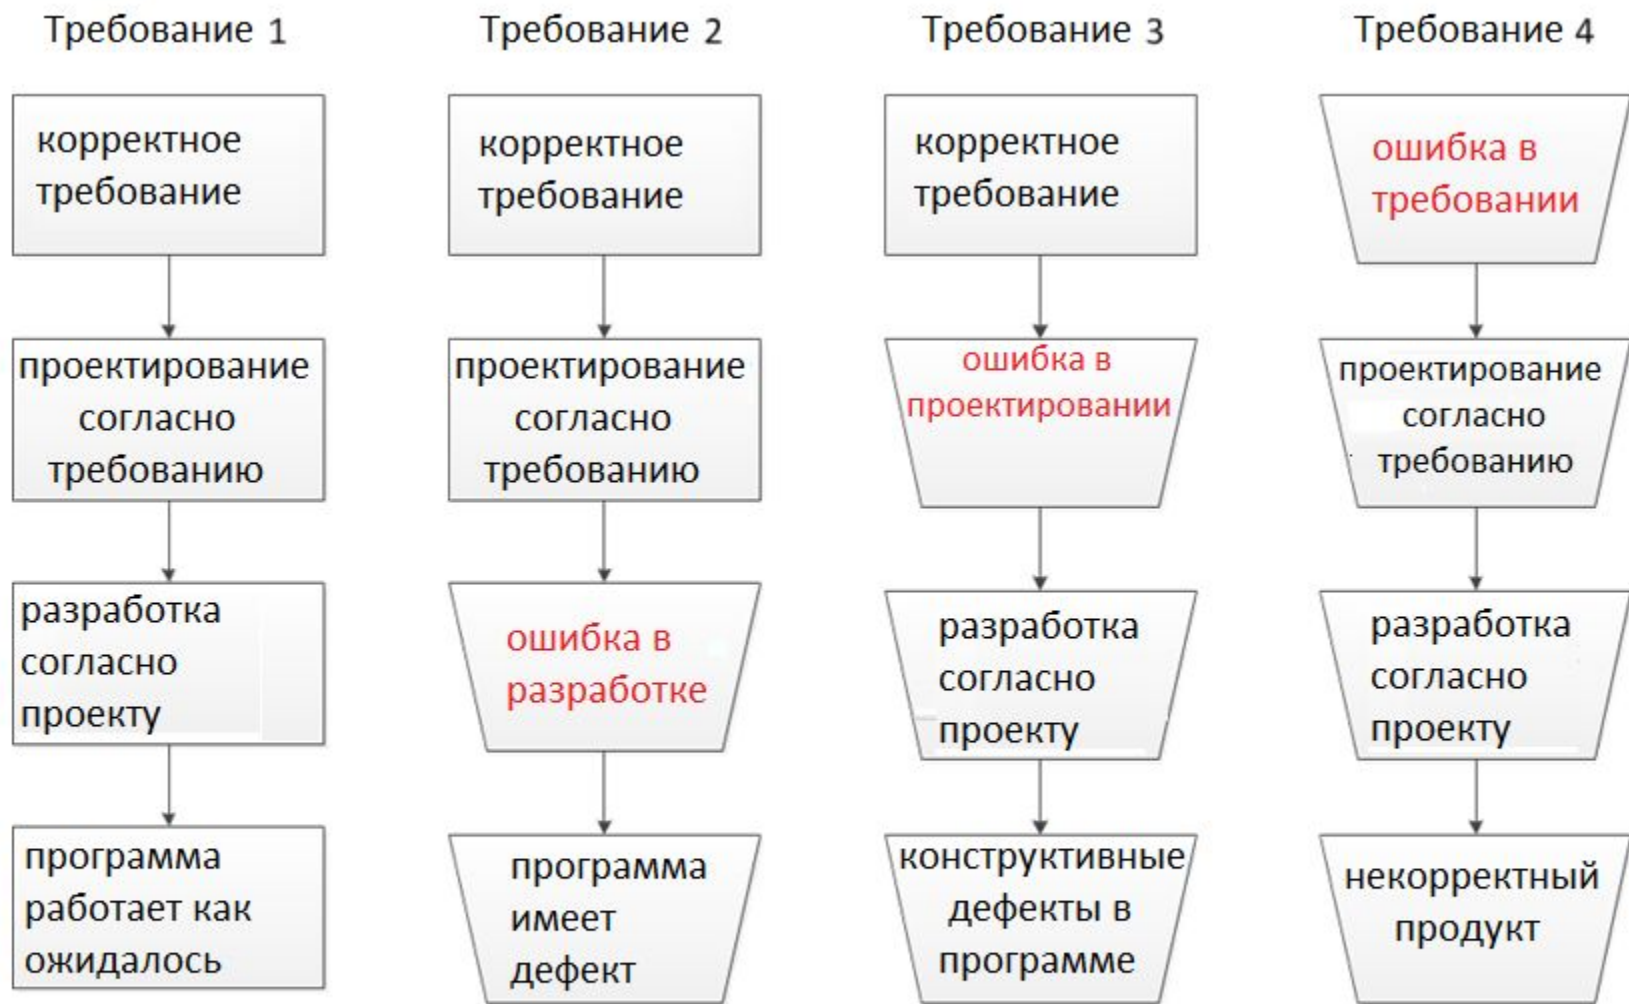 Требование 1
корректное
требование
проектирование
согласно
требованию
разработка
согласно
проекту
программа
работает как
ожидалось
Требование 2
корректное
требование
проектирование
согласно
требованию
ошибка в
разработке
программа
имеет
дефект
Требование 3
корректное
требование
ошибка в
проектировании
разработка
согласно
проекту
конструктивные
дефекты в
программе
Требование 4
ошибка в
требовании
проектирование
согласно
требованию
разработка
согласно
проекту
некорректный
продукт